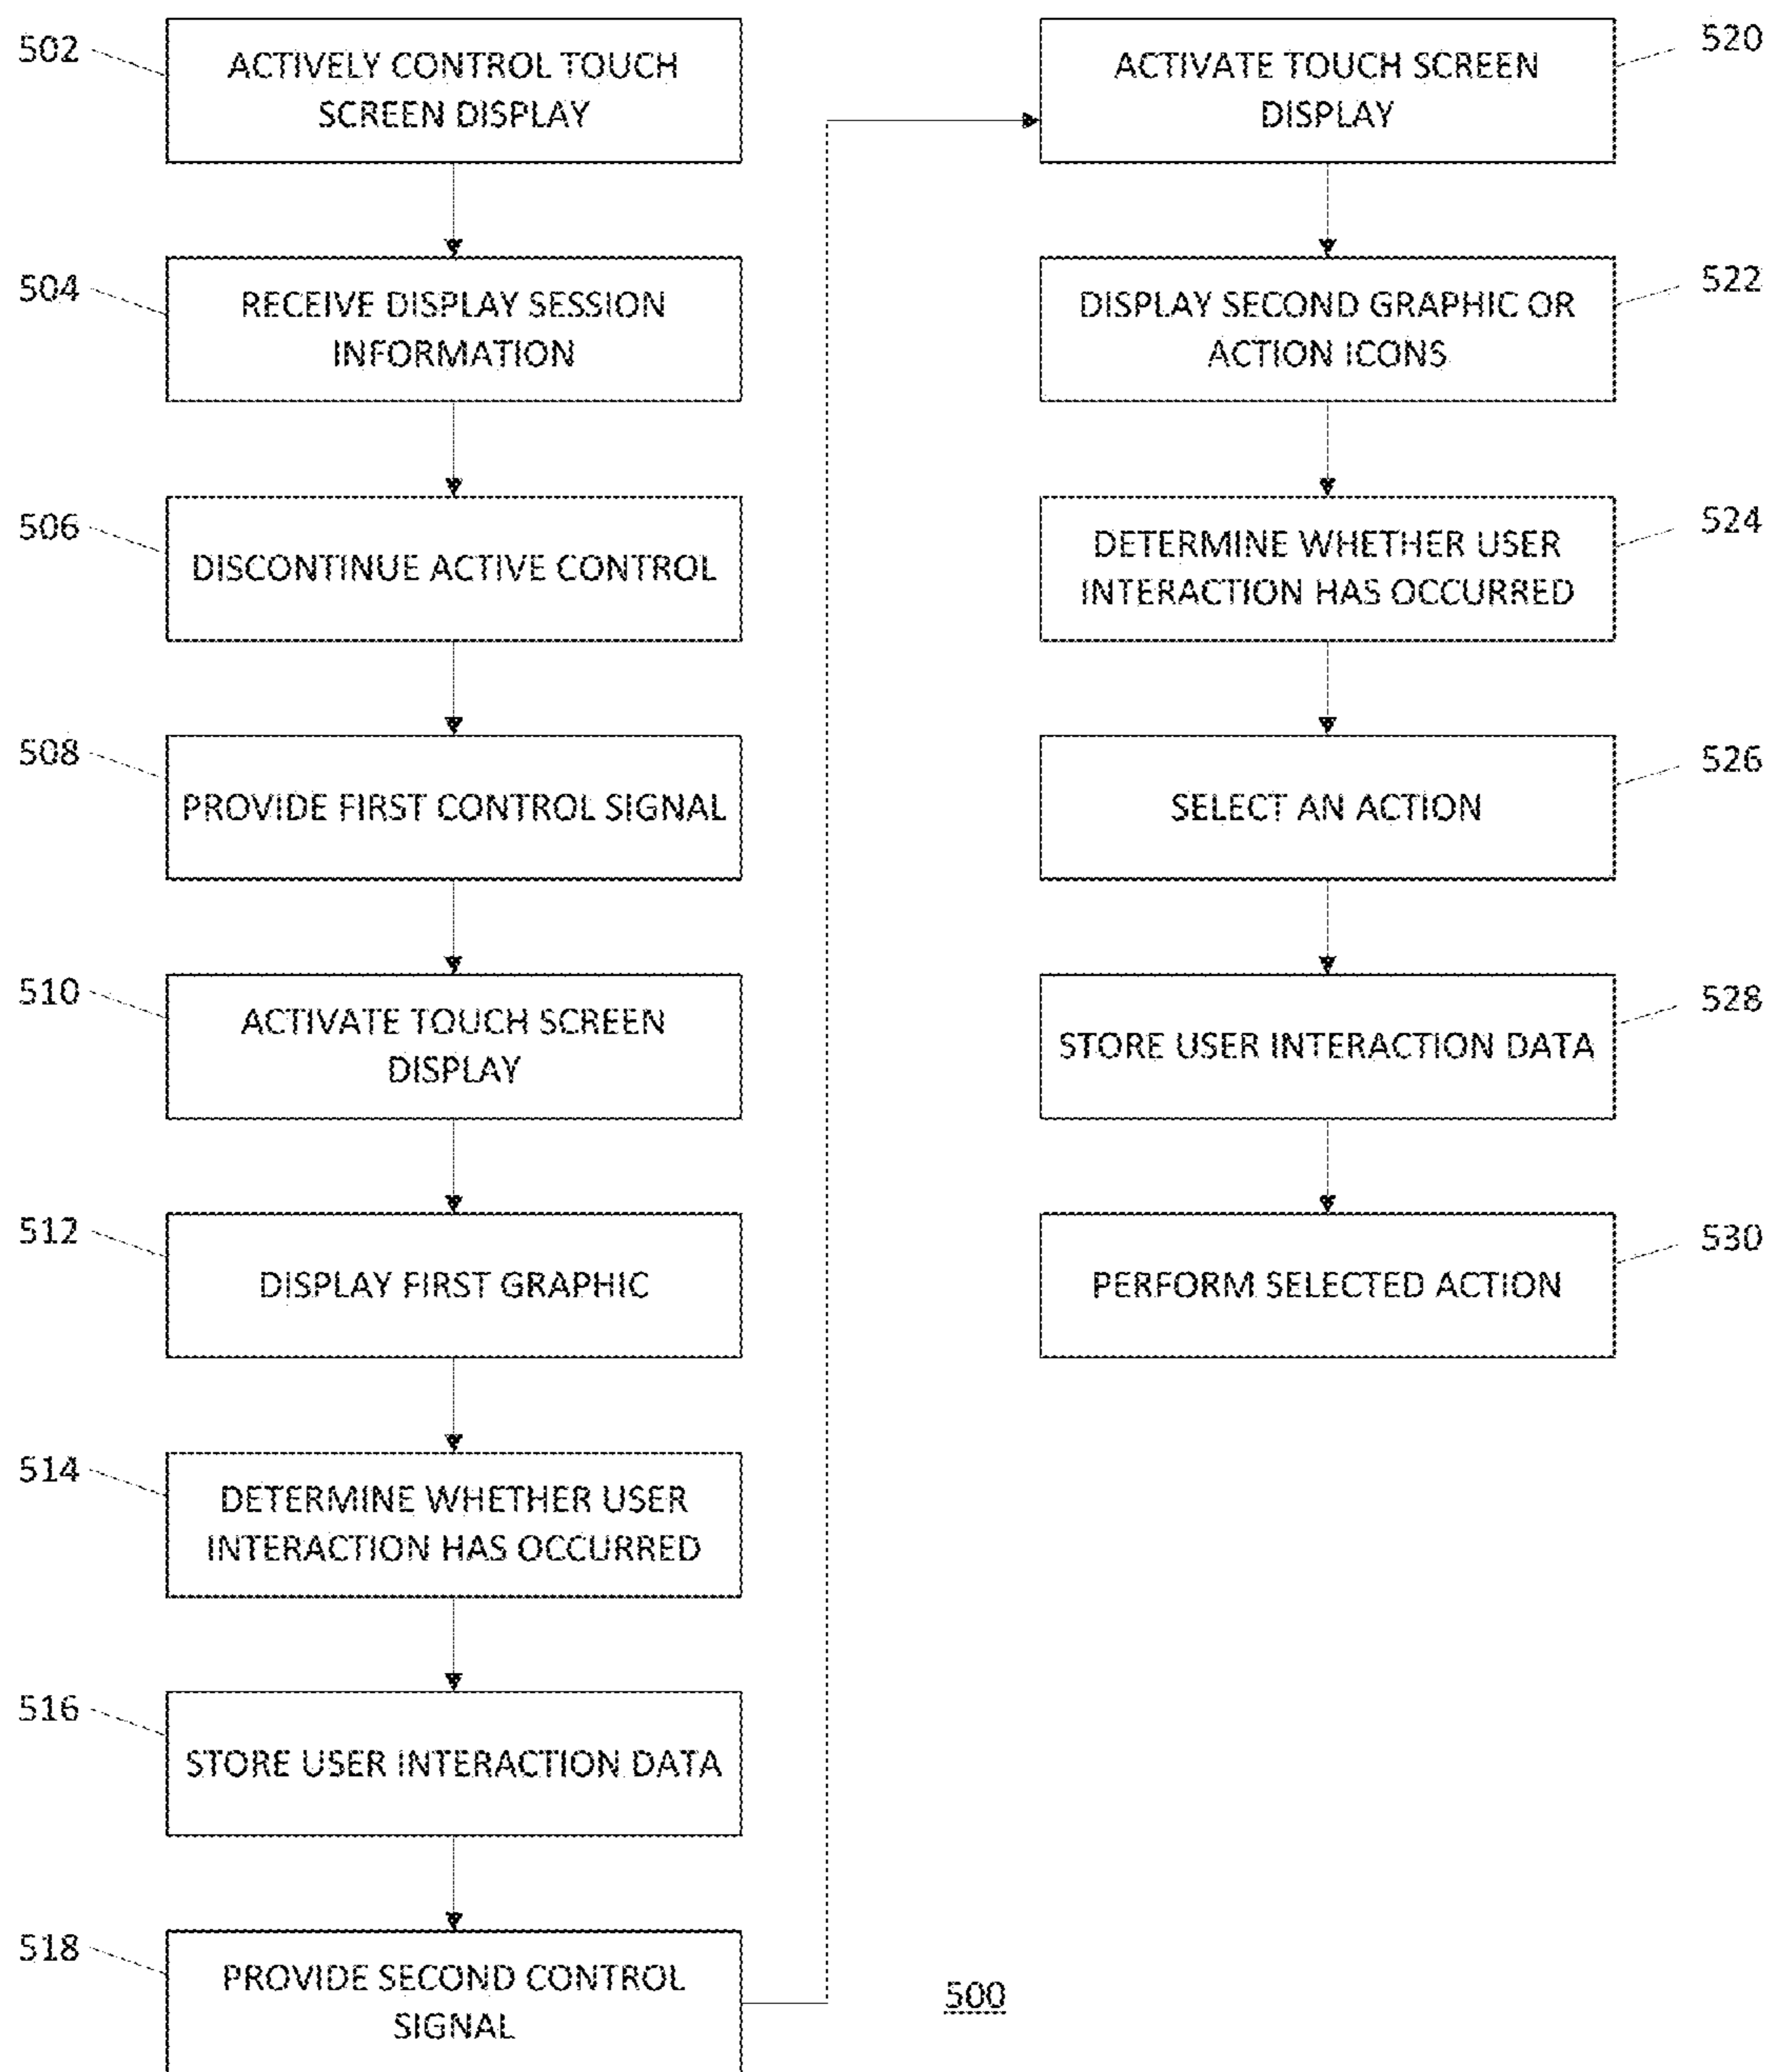 502
ACTIVELY CONTROL TOUCH
SCREEN DISPLAY
504
RECEIVE DISPLAY SESSION
INFORMATION
506
DISCONTINUE ACTIVE CONTROL
508
PROVIDE FIRST CONTROL SIGNAL
510
ACTIVATE TOUCH SCREEN
DISPLAY
512
DISPLAY FIRST GRAPHIC
514
DETERMINE WHETHER USER
INTERACTION HAS OCCURRED
516
STORE USER INTERACTION DATA
518
PROVIDE SECOND CONTROL
SIGNAL
520
ACTIVATE TOUCH SCREEN
DISPLAY
522
DISPLAY SECOND GRAPHIC OR
ACTION ICONS
524
DETERMINE WHETHER USER
INTERACTION HAS OCCURRED
526
SELECT AN ACTION
528
STORE USER INTERACTION DATA
530
PERFORM SELECTED ACTION
500